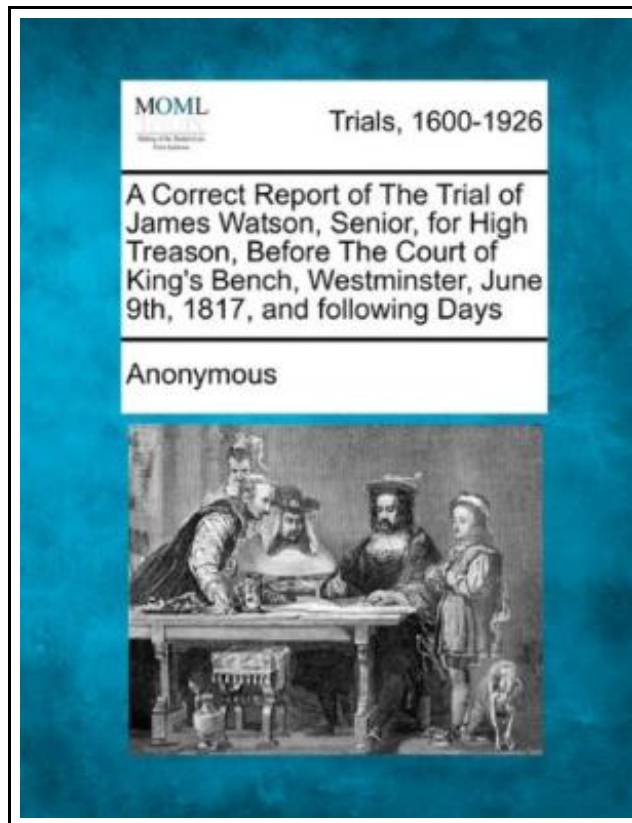 MOML
Trials, 1600-1926
A Correct Report of The Trial of
James Watson, Senior, for High
Treason, Before The Court of
King's Bench, Westminster, June
9th, 1817, and following Days
Anonymous